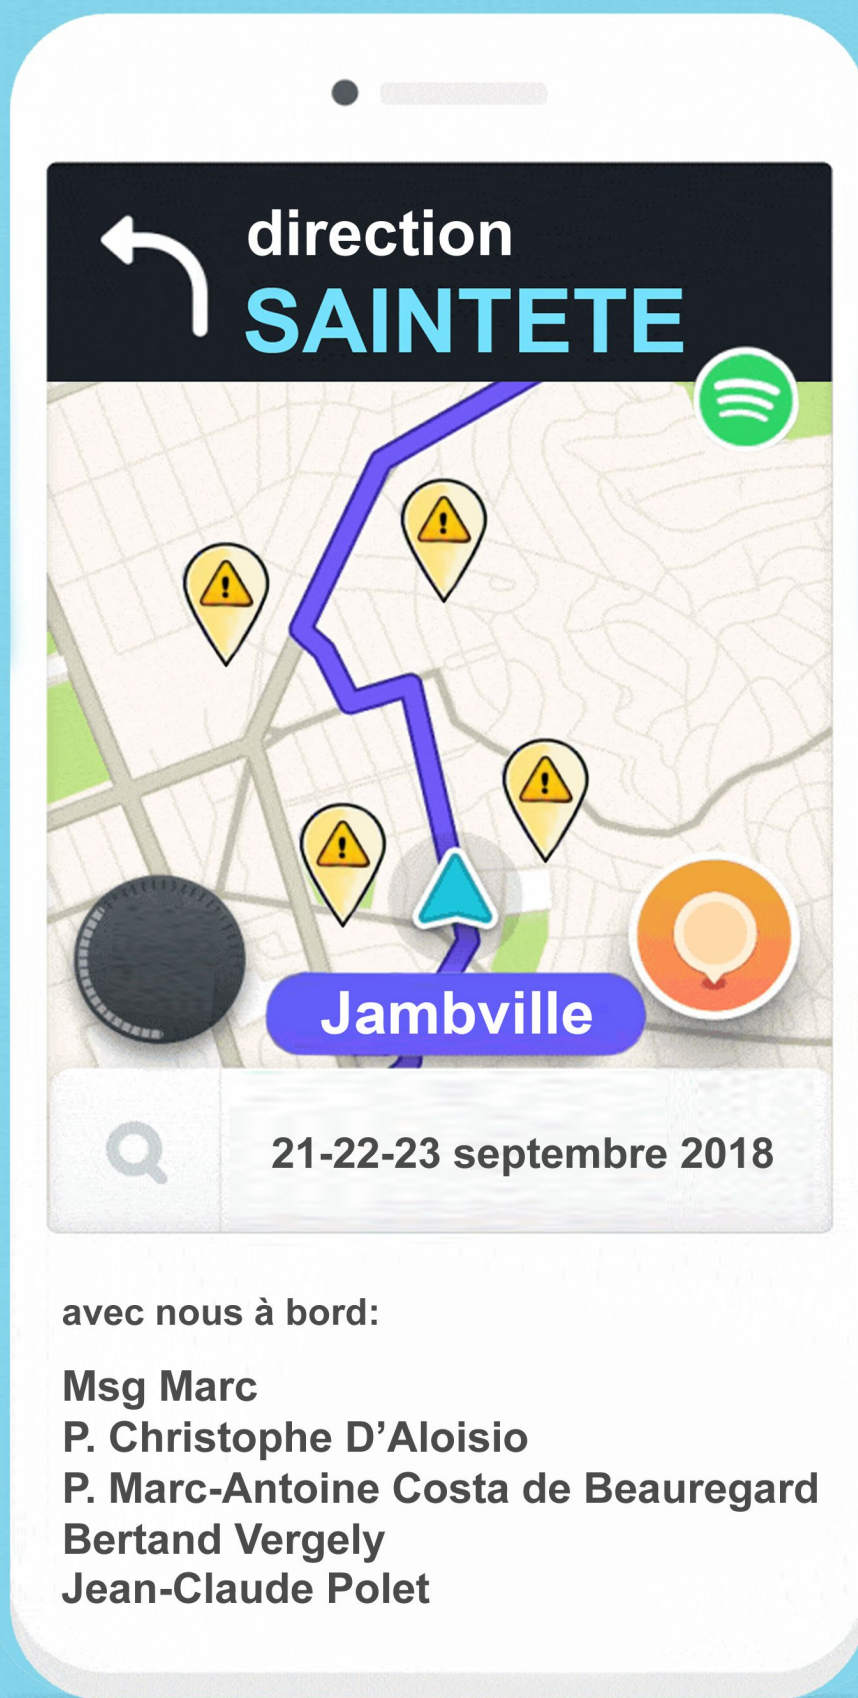 direction
SAINTETE
Jambville
21-22-23 septembre 2018
avec nous à bord:
Msg Marc
P. Christophe D’Aloisio
P. Marc-Antoine Costa de Beauregard
Bertand Vergely
Jean-Claude Polet